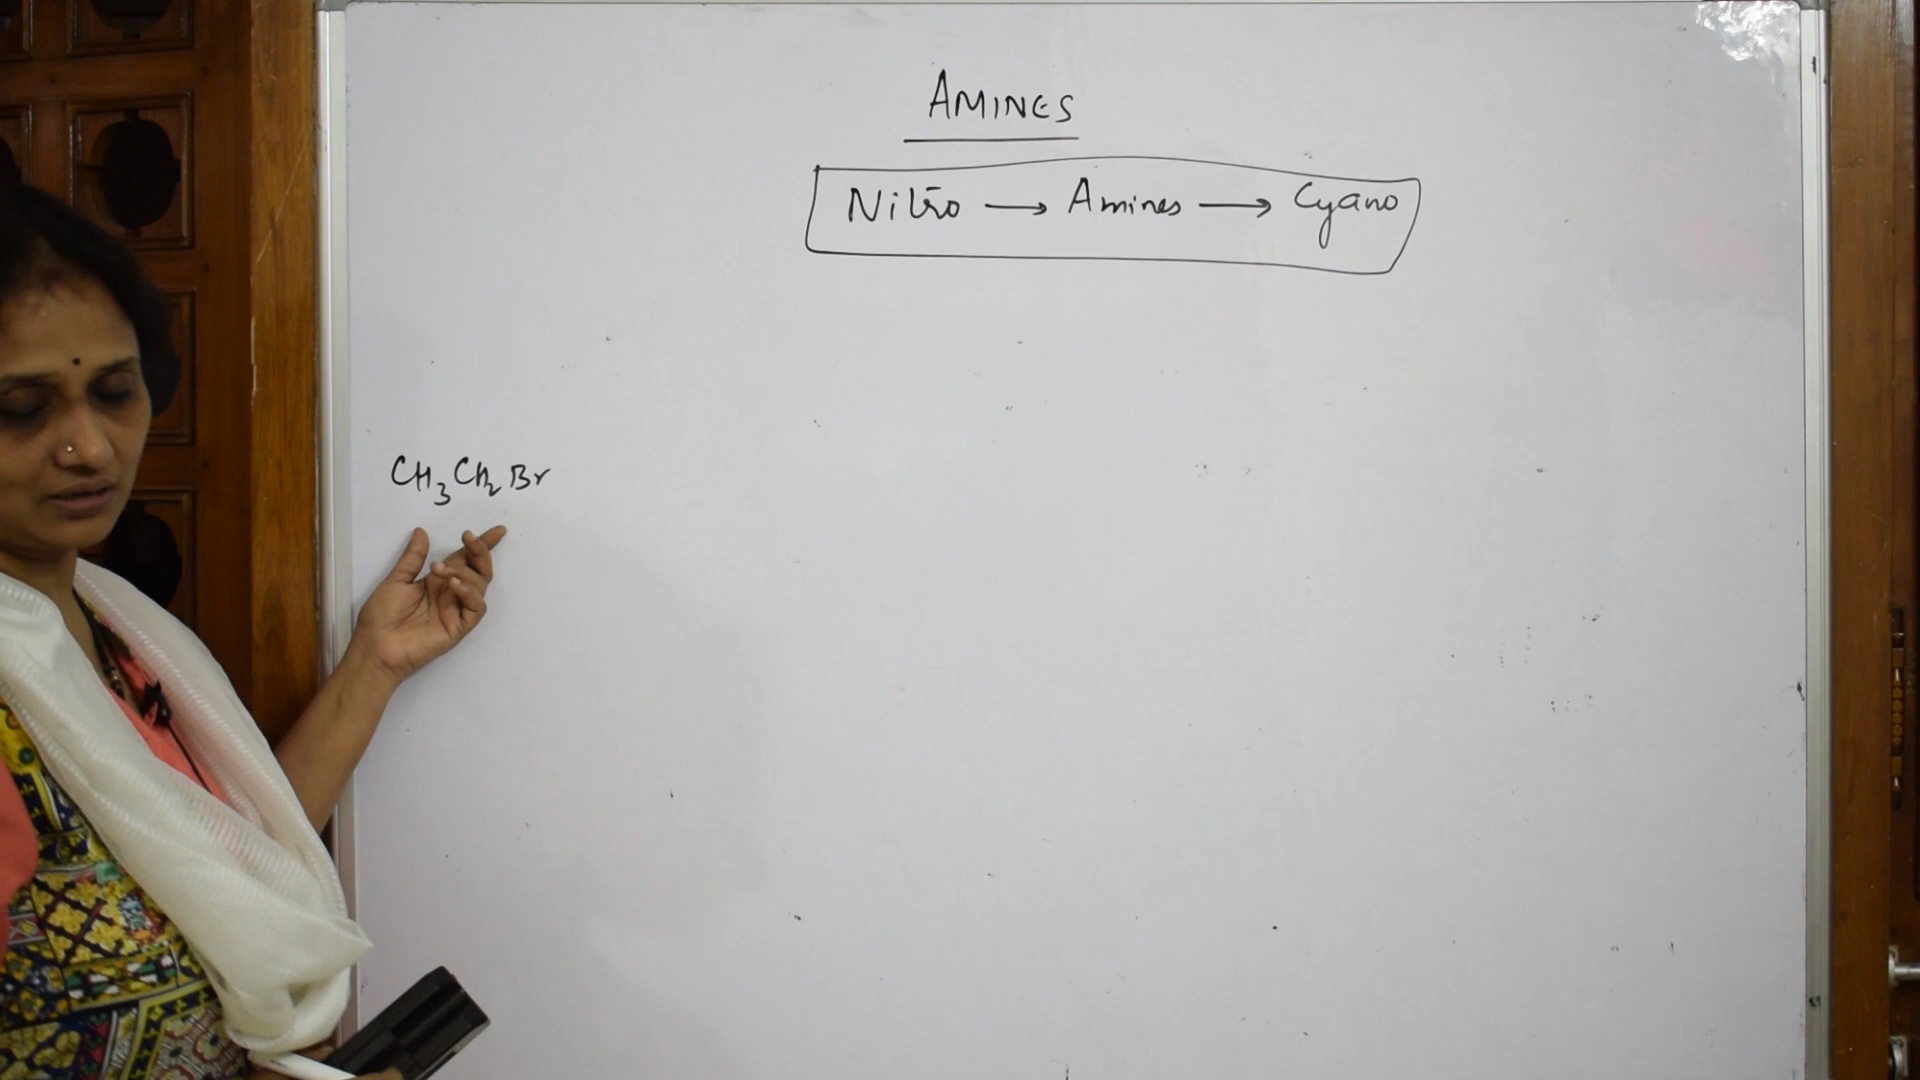 AMINES
Nitro → Amines → Cyano
CH₃CH₂Br